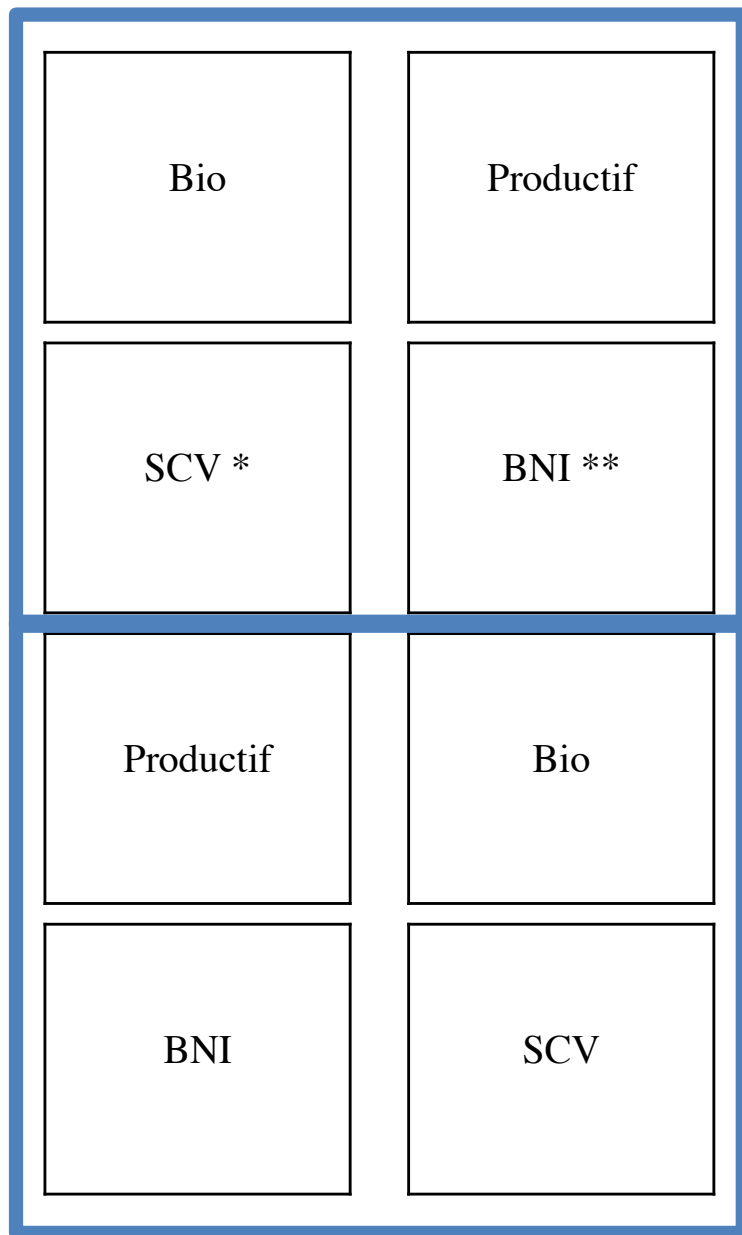 Bio
Productif
SCV *
BNI **
Productif
Bio
BNI
SCV